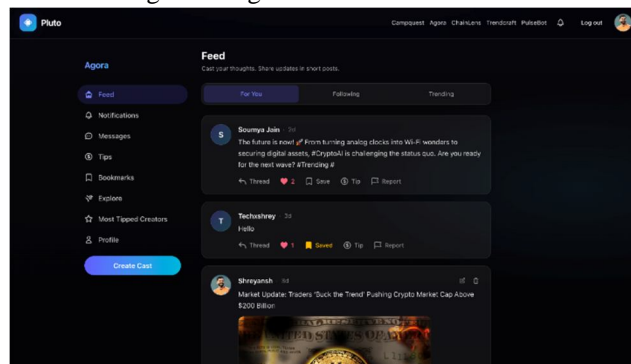 Pluto
Campquest Agora ChainLens Trendcraft PulseBot
Log out
Agora
Feed
Notifications
Messages
Tips
Bookmarks
Explore
Most Tipped Creators
Profile
Create Cast
Feed
Cast your thoughts. Share updates in short posts.
For You Following Trending
S
Soumya Jain · 3d
The future is now! 🚀 From turning analog clocks into Wi-Fi wonders to
securing digital assets, #CryptoAI is challenging the status quo. Are you ready
for the next wave? #Trending #
Thread 2 Save Tip Report
T
Techxshrey · 3d
Hello
Thread 1 Saved Tip Report
Shreyansh · 6d
Market Update: Traders 'Buck the Trend' Pushing Crypto Market Cap Above
$200 Billion